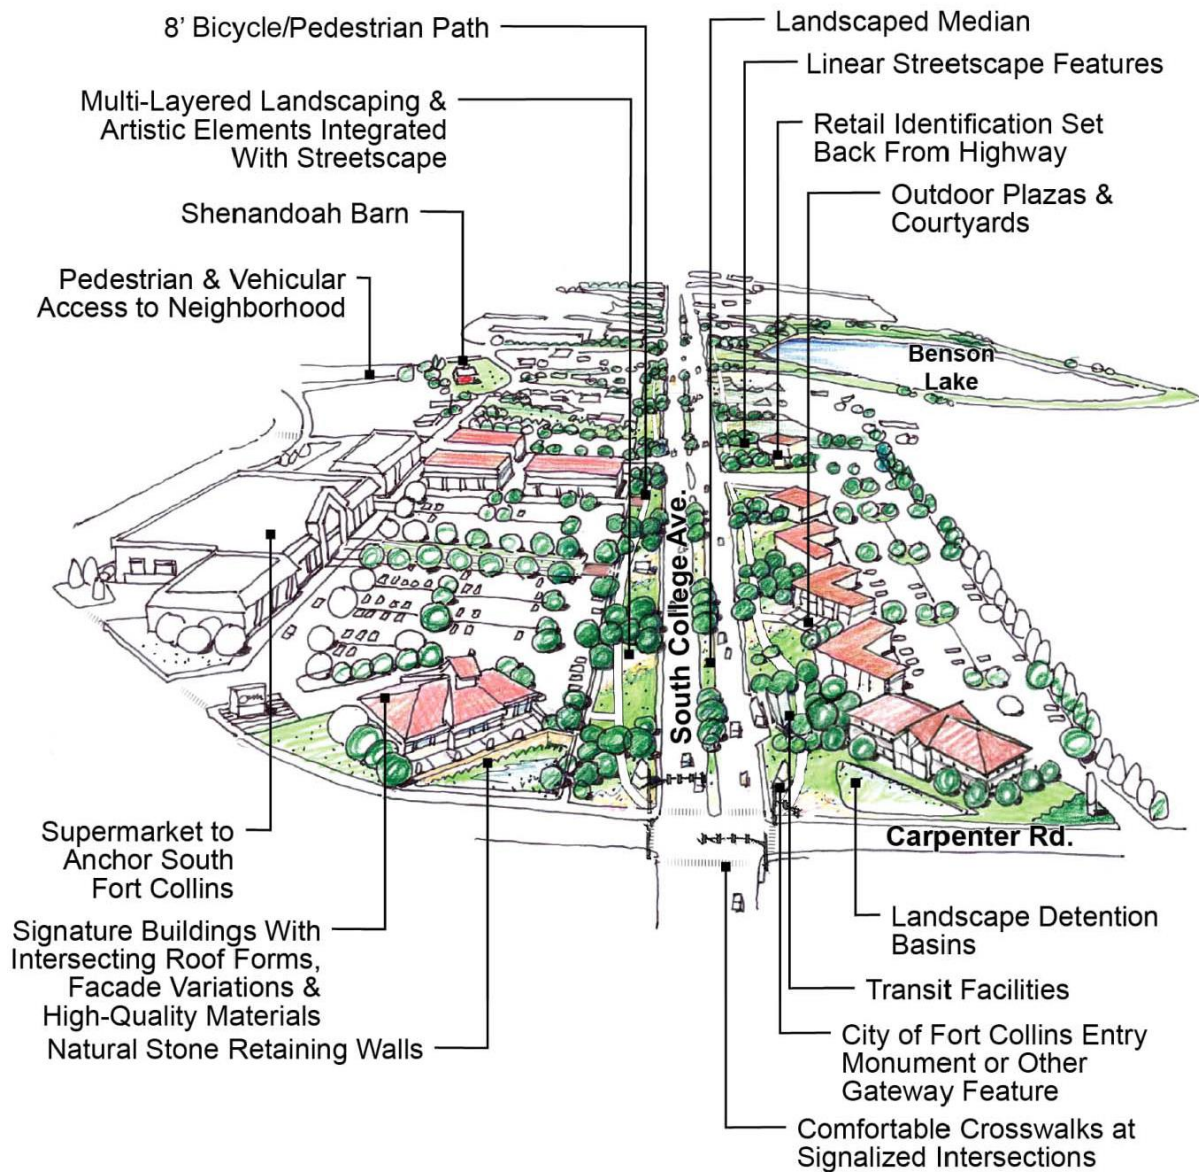 8' Bicycle/Pedestrian Path
Multi-Layered Landscaping &
Artistic Elements Integrated
With Streetscape
Shenandoah Barn
Pedestrian & Vehicular
Access to Neighborhood
Landscaped Median
Linear Streetscape Features
Retail Identification Set
Back From Highway
Outdoor Plazas &
Courtyards
Benson
Lake
South College Ave.
Carpenter Rd.
Supermarket to
Anchor South
Fort Collins
Signature Buildings With
Intersecting Roof Forms,
Facade Variations &
High-Quality Materials
Natural Stone Retaining Walls
Landscape Detention
Basins
Transit Facilities
City of Fort Collins Entry
Monument or Other
Gateway Feature
Comfortable Crosswalks at
Signalized Intersections